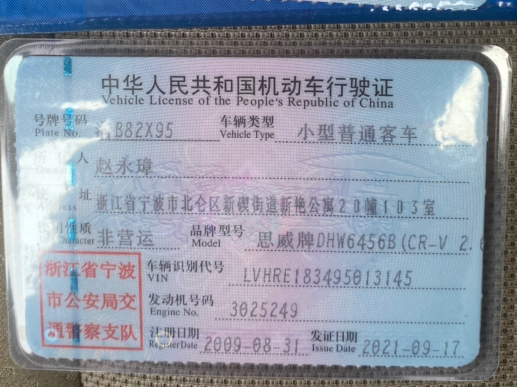 中华人民共和国机动车行驶证
Vehicle License of the People's Republic of China
号牌号码 B82X95 车辆类型 小型普通客车
Plate No. Vehicle Type
人 赵永璋
址 浙江省宁波市北仑区新碶街道新艳公寓20幢103室
非营运 品牌型号 思威牌DHW6456B(CR-V 2.
Character Model
浙江省宁波
市公安局交
通警察支队
车辆识别代号 LVHRE183495013145
VIN
发动机号码 3025249
Engine No.
注册日期 2009-08-31 发证日期 2021-09-17
Register Date Issue Date